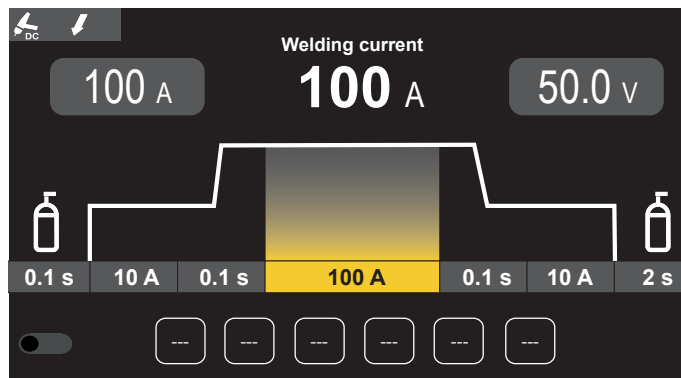 DC
Welding current
100 A
100 A
50.0 V
0.1 s
10 A
0.1 s
100 A
0.1 s
10 A
2 s
---
---
---
---
---
---